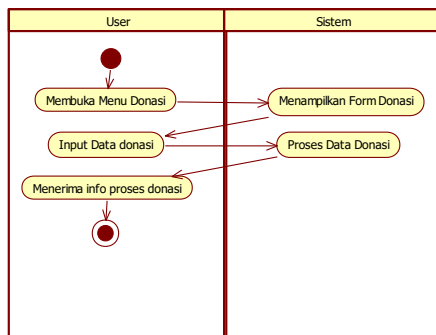 User
Sistem
Membuka Menu Donasi
Menampilkan Form Donasi
Input Data donasi
Proses Data Donasi
Menerima info proses donasi